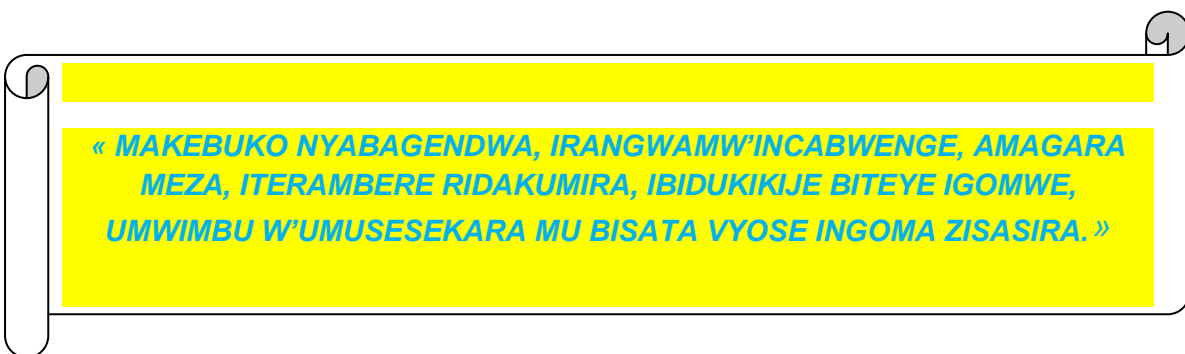 « MAKEBUKO NYABAGENDWA, IRANGWAMW’INCABWENGE, AMAGARA
MEZA, ITERAMBERE RIDAKUMIRA, IBIDUKIKIJE BITEYE IGOMWE,
UMWIMBU W’UMUSESEKARA MU BISATA VYOSE INGOMA ZISASIRA. »